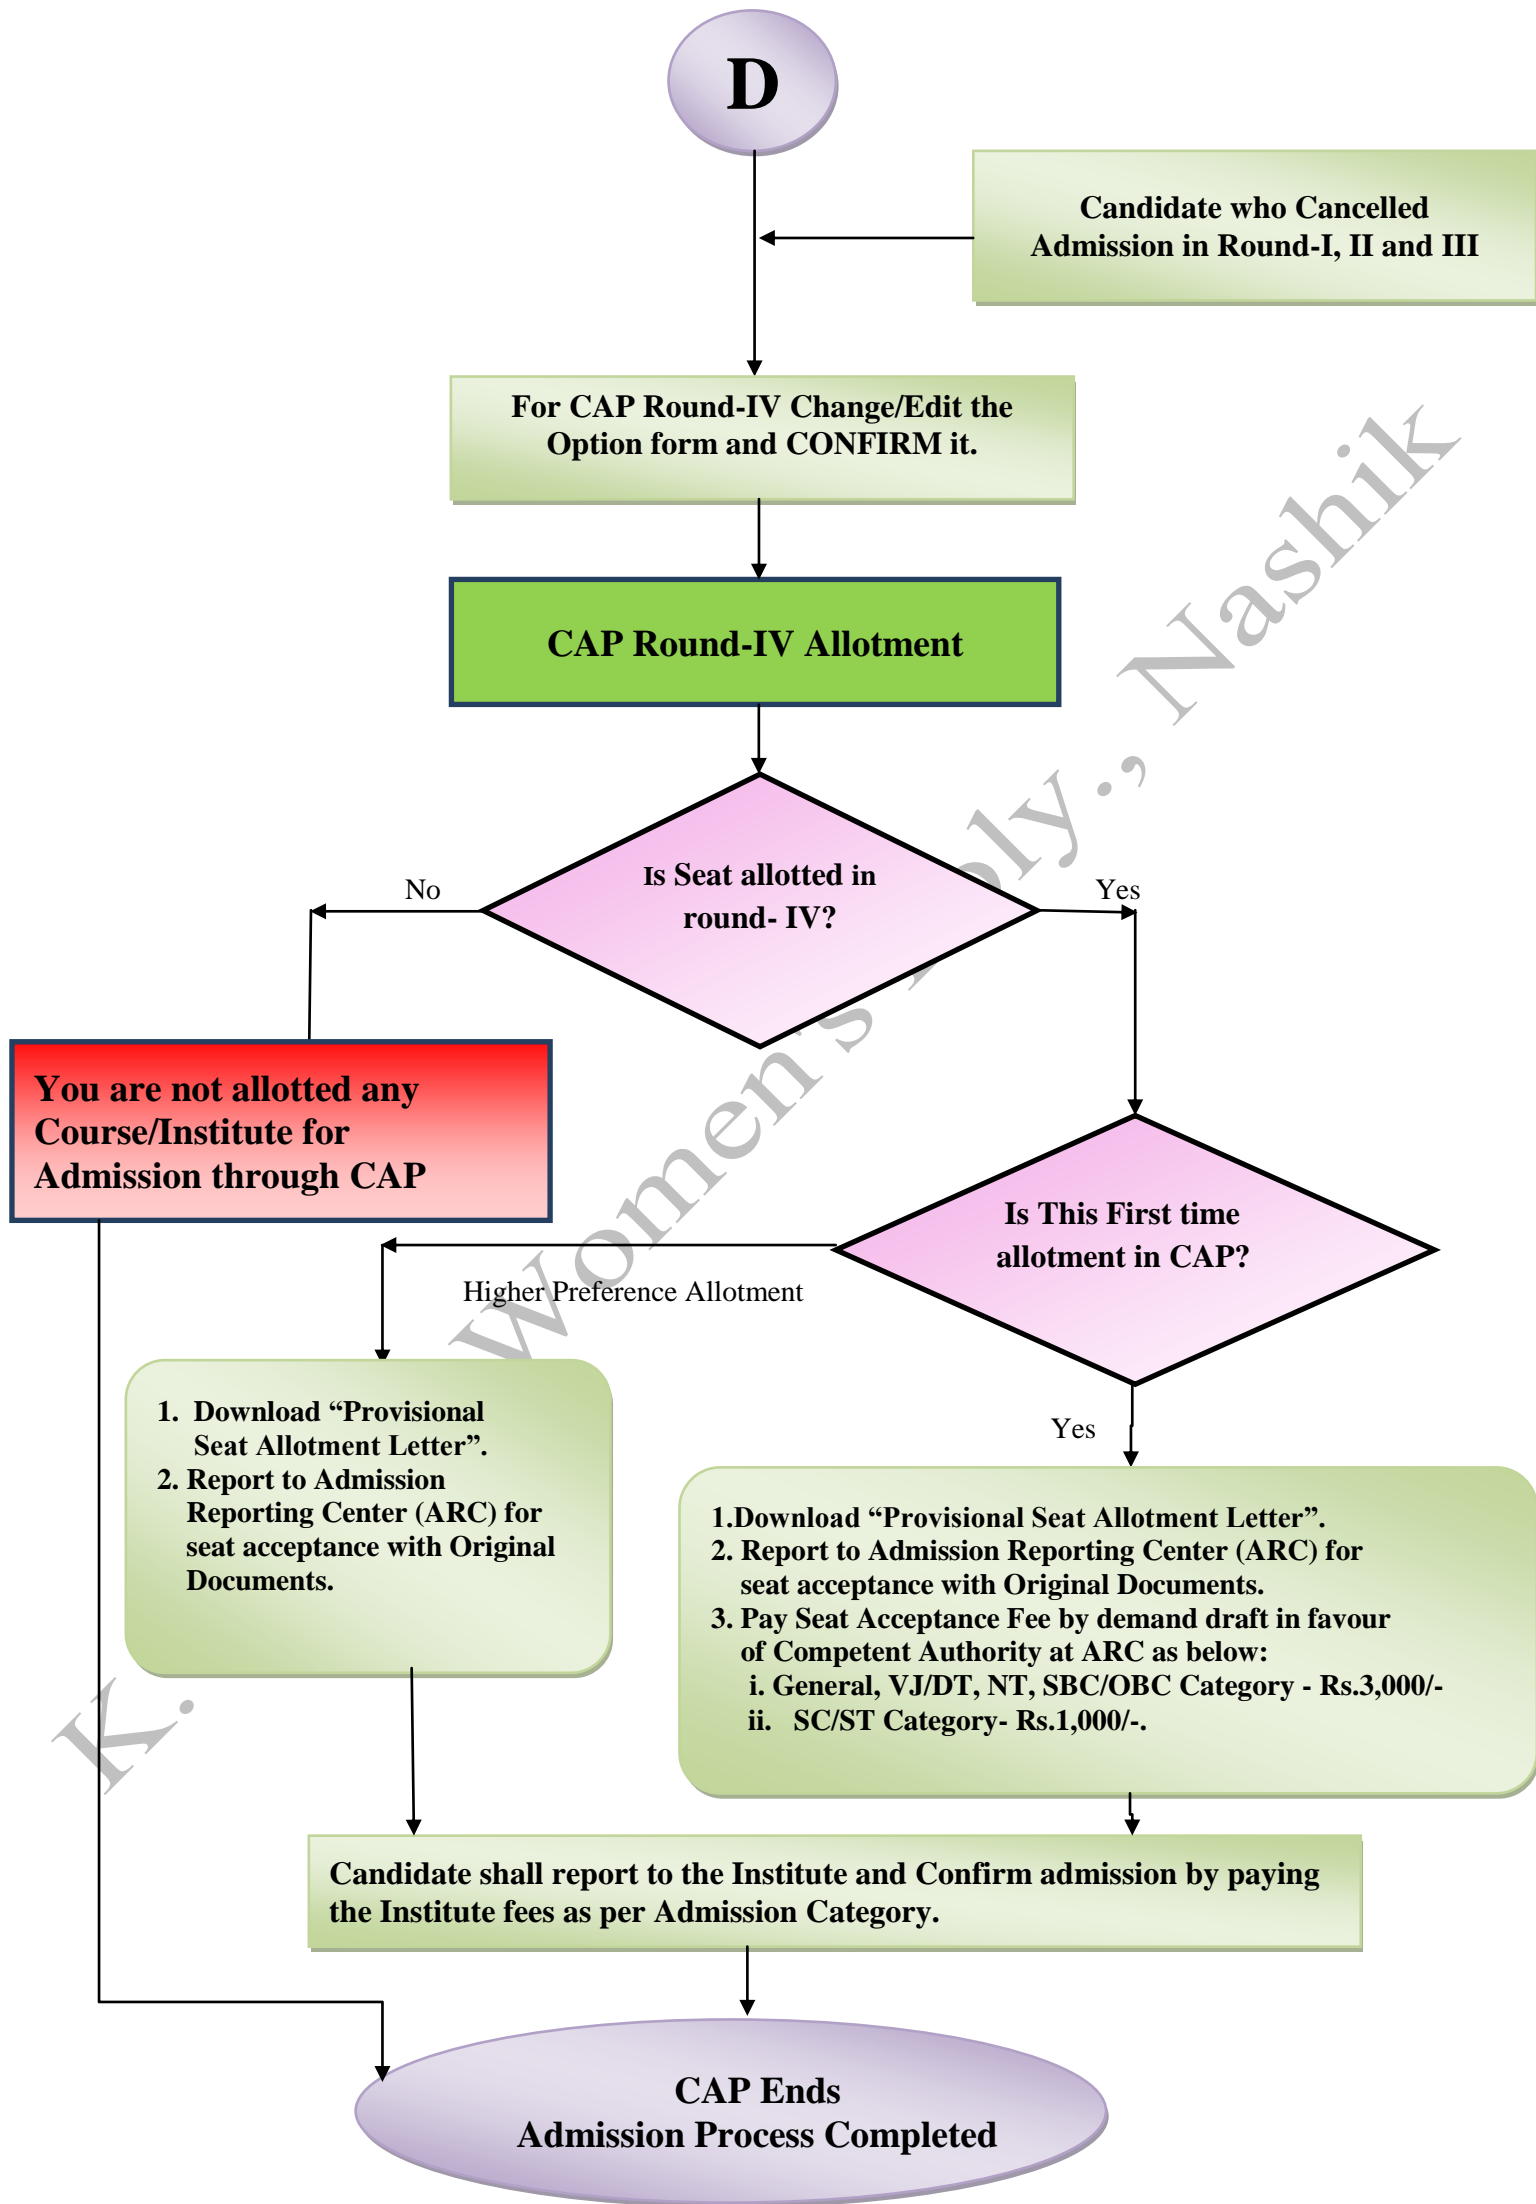 D
Candidate who Cancelled
Admission in Round-I, II and III
For CAP Round-IV Change/Edit the
Option form and CONFIRM it.
CAP Round-IV Allotment
Is Seat allotted in
round- IV?
No
Yes
You are not allotted any
Course/Institute for
Admission through CAP
Is This First time
allotment in CAP?
Higher Preference Allotment
Yes
1. Download “Provisional
Seat Allotment Letter”.
2. Report to Admission
Reporting Center (ARC) for
seat acceptance with Original
Documents.
1.Download “Provisional Seat Allotment Letter”.
2. Report to Admission Reporting Center (ARC) for
seat acceptance with Original Documents.
3. Pay Seat Acceptance Fee by demand draft in favour
of Competent Authority at ARC as below:
i. General, VJ/DT, NT, SBC/OBC Category - Rs.3,000/-
ii. SC/ST Category- Rs.1,000/-.
Candidate shall report to the Institute and Confirm admission by paying
the Institute fees as per Admission Category.
CAP Ends
Admission Process Completed
K. Women's Poly., Nashik